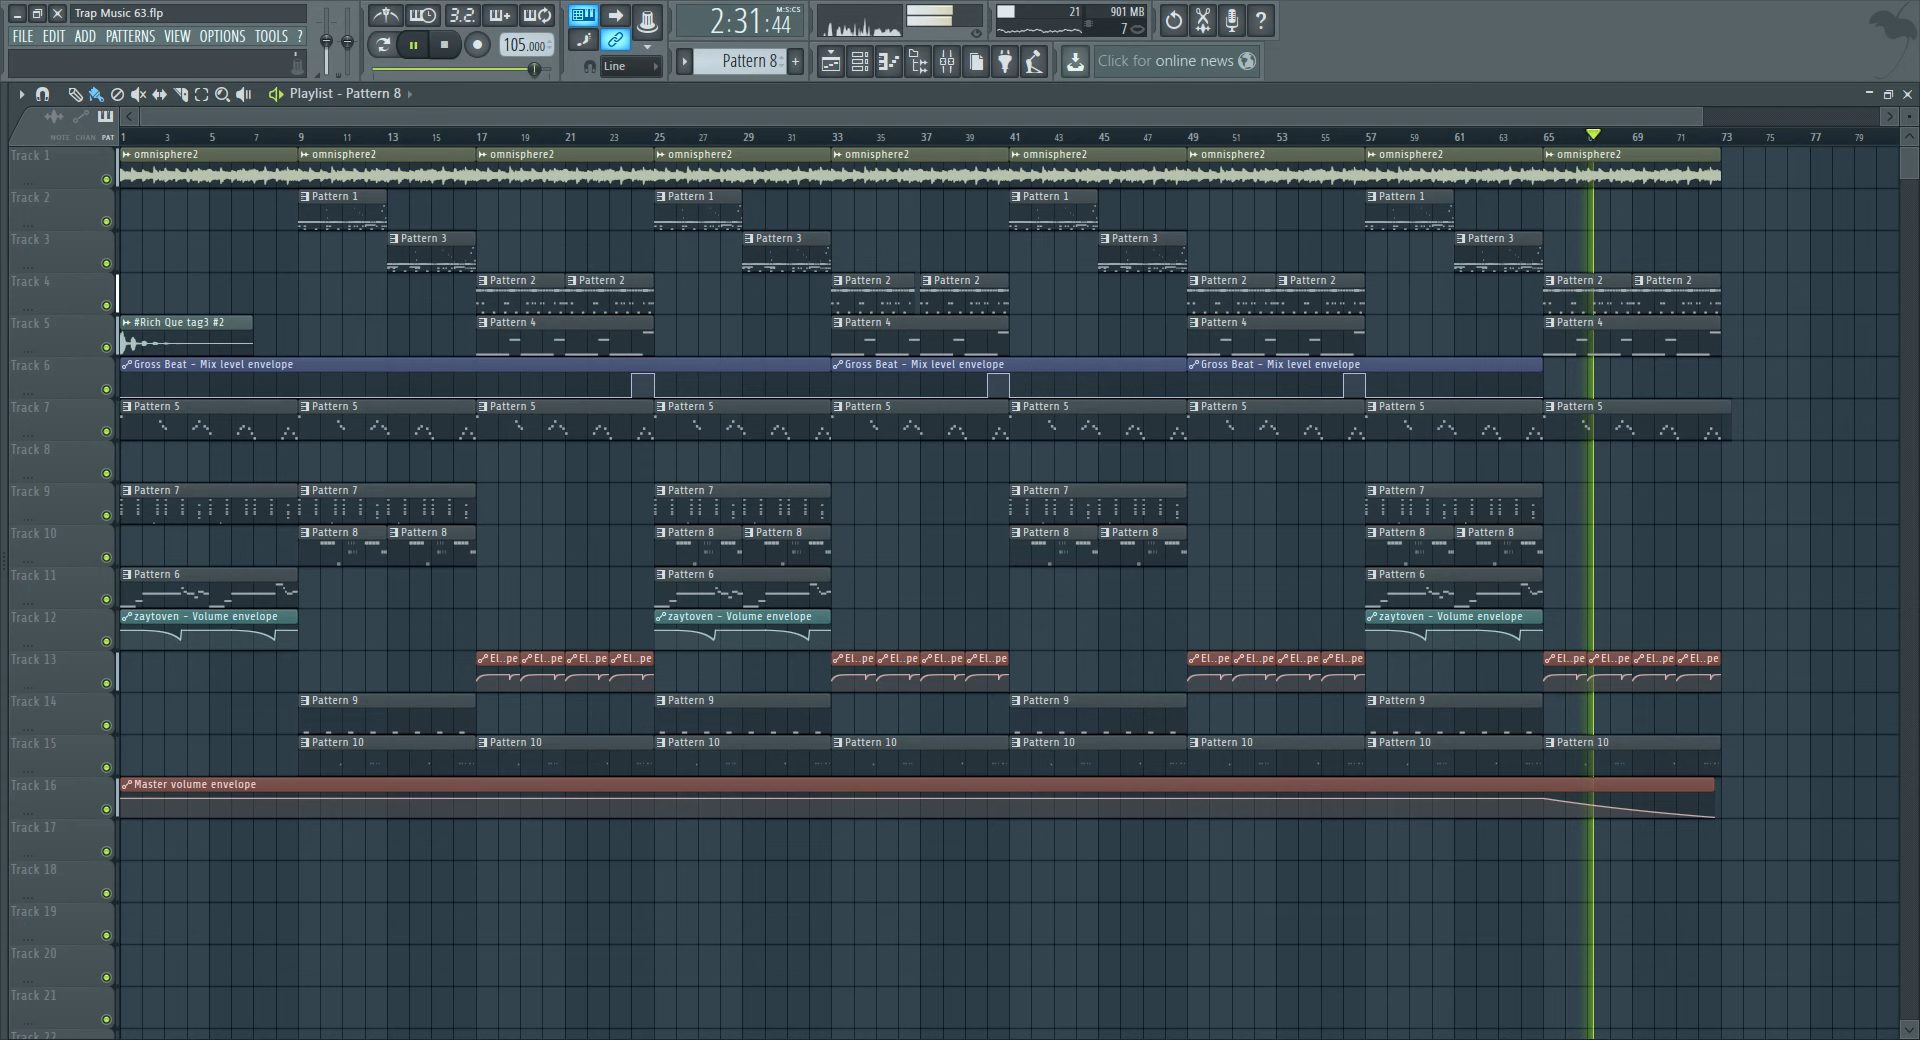 Trap Music 63.flp
FILE EDIT ADD PATTERNS VIEW OPTIONS TOOLS ?
3.2.
105.000
Line
2:31:44
M:S:CS
Pattern 8
+
21
901 MB
7
?
Click for online news
Playlist - Pattern 8
NOTE CHAN PAT
1 3 5 7 9 11 13 15 17 19 21 23 25 27 29 31 33 35 37 39 41 43 45 47 49 51 53 55 57 59 61 63 65 69 71 73 75 77 79
Track 1
omnisphere2 omnisphere2 omnisphere2 omnisphere2 omnisphere2 omnisphere2 omnisphere2 omnisphere2 omnisphere2
Track 2
Pattern 1 Pattern 1 Pattern 1 Pattern 1
Track 3
Pattern 3 Pattern 3 Pattern 3 Pattern 3
Track 4
Pattern 2 Pattern 2 Pattern 2 Pattern 2 Pattern 2 Pattern 2 Pattern 2 Pattern 2
Track 5
#Rich Que tag3 #2 Pattern 4 Pattern 4 Pattern 4 Pattern 4
Track 6
Gross Beat - Mix level envelope Gross Beat - Mix level envelope Gross Beat - Mix level envelope
Track 7
Pattern 5 Pattern 5 Pattern 5 Pattern 5 Pattern 5 Pattern 5 Pattern 5 Pattern 5 Pattern 5
Track 8
Track 9
Pattern 7 Pattern 7 Pattern 7 Pattern 7 Pattern 7
Track 10
Pattern 8 Pattern 8 Pattern 8 Pattern 8 Pattern 8 Pattern 8 Pattern 8 Pattern 8
Track 11
Pattern 6 Pattern 6 Pattern 6
Track 12
zaytoven - Volume envelope zaytoven - Volume envelope zaytoven - Volume envelope
Track 13
El..pe El..pe El..pe El..pe El..pe El..pe El..pe El..pe El..pe El..pe El..pe El..pe El..pe El..pe El..pe El..pe
Track 14
Pattern 9 Pattern 9 Pattern 9 Pattern 9
Track 15
Pattern 10 Pattern 10 Pattern 10 Pattern 10 Pattern 10 Pattern 10 Pattern 10 Pattern 10
Track 16
Master volume envelope
Track 17
Track 18
Track 19
Track 20
Track 21
Track 22